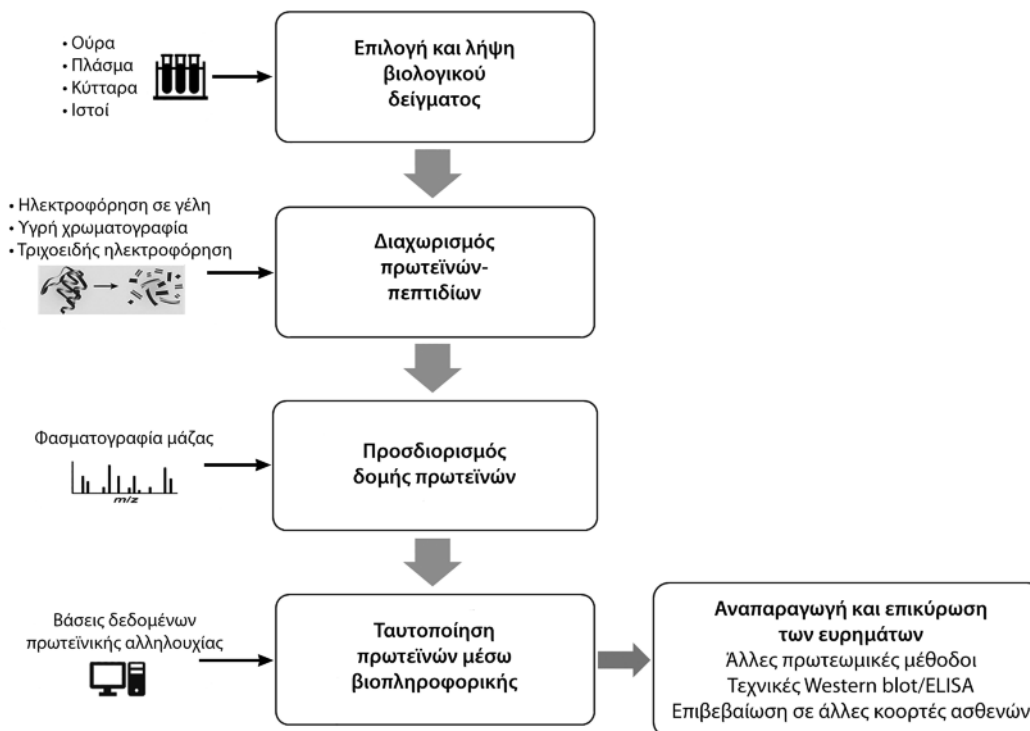 • Ούρα
• Πλάσμα
• Κύτταρα
• Ιστοί
Επιλογή και λήψη
βιολογικού
δείγματος
• Ηλεκτροφόρηση σε γέλη
• Υγρή χρωματογραφία
• Τριχοειδής ηλεκτροφόρηση
Διαχωρισμός
πρωτεϊνών-
πεπτιδίων
Φασματογραφία μάζας
m/z
Προσδιορισμός
δομής πρωτεϊνών
Βάσεις δεδομένων
πρωτεϊνικής αλληλουχίας
Ταυτοποίηση
πρωτεϊνών μέσω
βιοπληροφορικής
Αναπαραγωγή και επικύρωση
των ευρημάτων
Άλλες πρωτεωμικές μέθοδοι
Τεχνικές Western blot/ELISA
Επιβεβαίωση σε άλλες κοορτές ασθενών